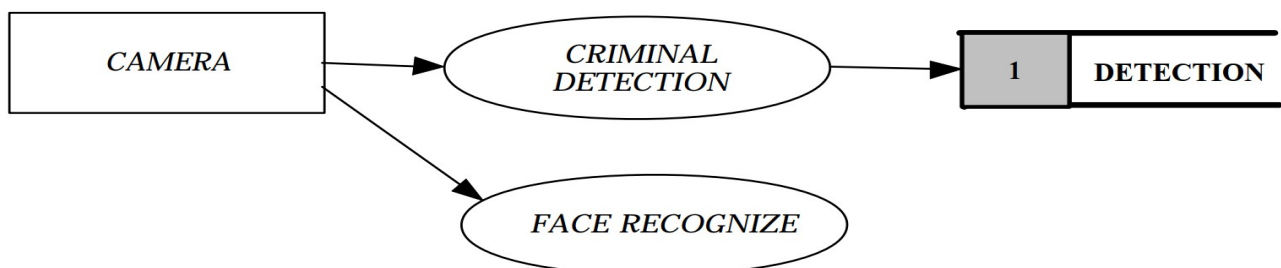 CAMERA
CRIMINAL
DETECTION
1
DETECTION
FACE RECOGNIZE